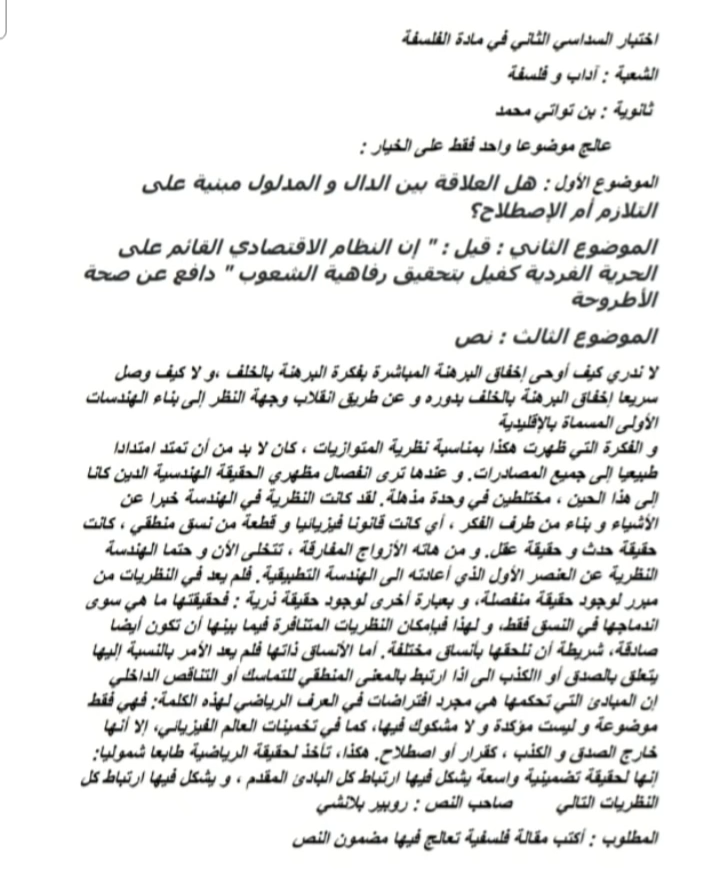 اختبار السداسي الثاني في مادة الفلسفة
الشعبة : آداب و فلسفة
ثانوية : بن تواتي محمد
عالج موضوعا واحد فقط على الخيار :
الموضوع الأول : هل العلاقة بين الدال و المدلول مبنية على
التلازم أم الإصطلاح؟
الموضوع الثاني : قيل : " إن النظام الاقتصادي القائم على
الحرية الفردية كفيل بتحقيق رفاهية الشعوب " دافع عن صحة
الأطروحة
الموضوع الثالث : نص
لا ندري كيف أوحى إخفاق البرهنة المباشرة بفكرة البرهنة بالخلف ،و لا كيف وصل
سريعا إخفاق البرهنة بالخلف بدوره و عن طريق انقلاب وجهة النظر إلى بناء الهندسات
الأولى المسماة بالإقليدية
و الفكرة التي ظهرت هكذا بمناسبة نظرية المتوازيات ، كان لا بد من أن تمتد امتدادا
طبيعيا إلى جميع المصادرات. و عندها ترى انفصال مظهري الحقيقة الهندسية الدين كانا
إلى هذا الحين ، مختلطين في وحدة مذهلة. لقد كانت النظرية في الهندسة خبرا عن
الأشياء و بناء من طرف الفكر ، أي كانت قانونا فيزيائيا و قطعة من نسق منطقي ، كانت
حقيقة حدث و حقيقة عقل. و من هاته الأزواج المفارقة ، تتخلى الأن و حتما الهندسة
النظرية عن العنصر الأول الذي أعادته الى الهندسة التطبيقية. فلم يعد في النظريات من
مبرر لوجود حقيقة منفصلة، و بعبارة أخرى لوجود حقيقة ذرية : فحقيقتها ما هي سوى
اندماجها في النسق فقط، و لهذا فبإمكان النظريات المتنافرة فيما بينها أن تكون أيضا
صادقة، شريطة أن نلحقها بأنساق مختلفة. أما الأنساق ذاتها فلم يعد الأمر بالنسبة إليها
يتعلق بالصدق أو االكذب الى اذا ارتبط بالمعنى المنطقي للتماسك أو التناقص الداخلي
إن المبادئ التي تحكمها هي مجرد افتراضات في العرف الرياضي لهذه الكلمة: فهي فقط
موضوعة و ليست مؤكدة و لا مشكوك فيها، كما في تخمينات العالم الفيزيائي، إلا أنها
خارج الصدق و الكذب ، كقرار أو اصطلاح. هكذا، تأخذ لحقيقة الرياضية طابعا شموليا:
إنها لحقيقة تضمينية واسعة يشكل فيها ارتباط كل البادئ المقدم ، و يشكل فيها ارتباط كل
النظريات التالي صاحب النص : روبير بلانشي
المطلوب : أكتب مقالة فلسفية تعالج فيها مضمون النص